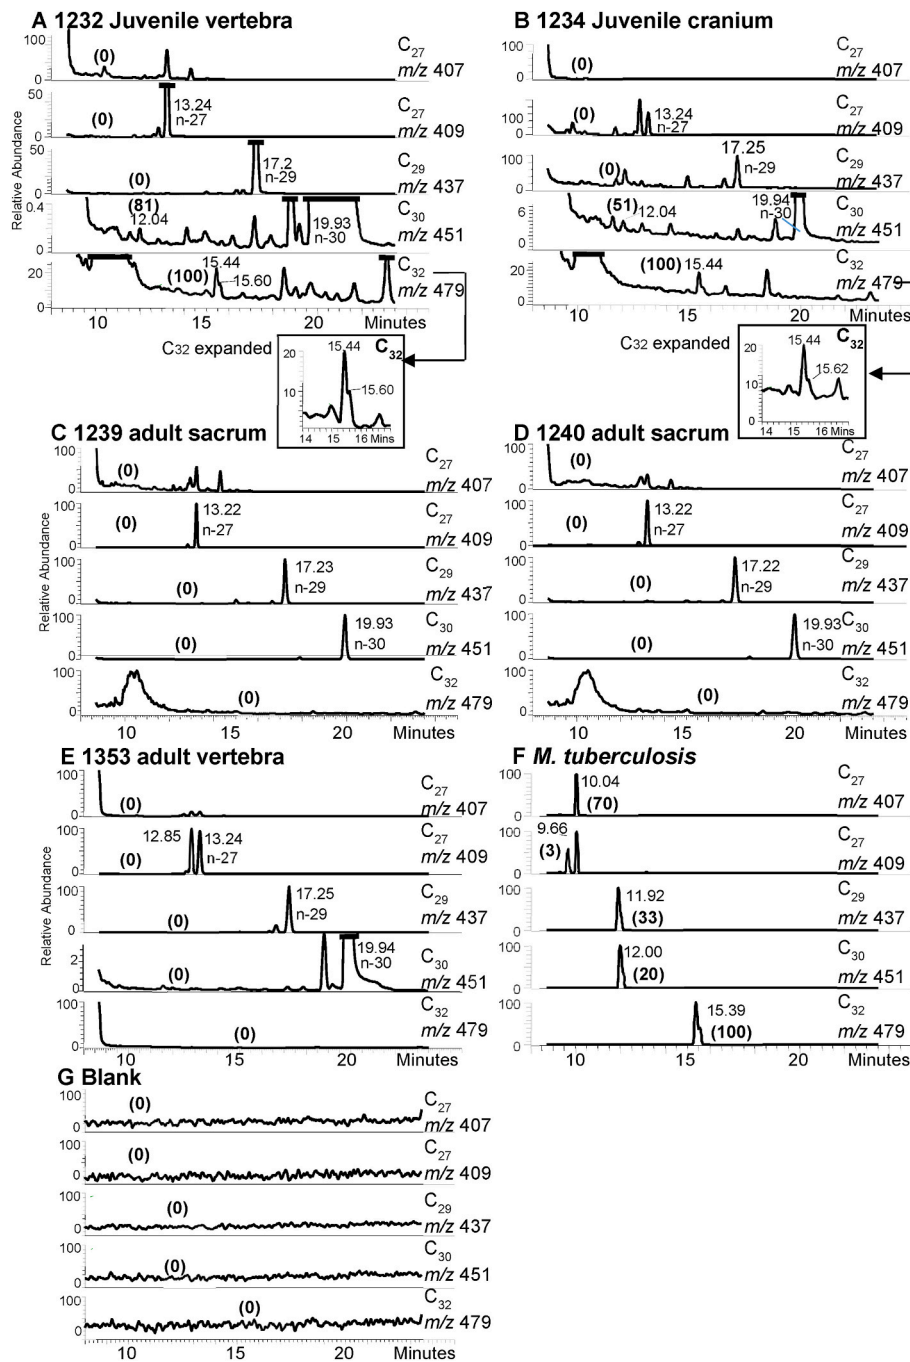 A 1232 Juvenile vertebra
100
0
(0)
C27
m/z 407
50
0
(0)
13.24
n-27
C27
m/z 409
50
0
(0)
17.2
n-29
C29
m/z 437
0.4
0
(81)
12.04
19.93
n-30
C30
m/z 451
20
0
(100)
15.44
15.60
C32
m/z 479
Relative Abundance
10 15 20 Minutes
C32 expanded
20
10
0
15.44
15.60
C32
14 15 16 Mins
B 1234 Juvenile cranium
100
0
(0)
C27
m/z 407
100
0
(0)
13.24
n-27
C27
m/z 409
100
0
(0)
17.25
n-29
C29
m/z 437
6
0
(51)
12.04
19.94
n-30
C30
m/z 451
20
0
(100)
15.44
C32
m/z 479
10 15 20 Minutes
C32 expanded
20
10
0
15.44
15.62
C32
14 15 16 Mins
C 1239 adult sacrum
100
0
(0)
C27
m/z 407
100
0
(0)
13.22
n-27
C27
m/z 409
100
0
(0)
17.23
n-29
C29
m/z 437
100
0
(0)
19.93
n-30
C30
m/z 451
100
0
(0)
C32
m/z 479
Relative Abundance
10 15 20 Minutes
D 1240 adult sacrum
100
0
(0)
C27
m/z 407
100
0
(0)
13.22
n-27
C27
m/z 409
100
0
(0)
17.22
n-29
C29
m/z 437
100
0
(0)
19.93
n-30
C30
m/z 451
100
0
(0)
C32
m/z 479
10 15 20 Minutes
E 1353 adult vertebra
100
0
(0)
C27
m/z 407
100
0
(0)
12.85
13.24
n-27
C27
m/z 409
100
0
(0)
17.25
n-29
C29
m/z 437
2
0
(0)
19.94
n-30
C30
m/z 451
100
0
(0)
C32
m/z 479
Relative Abundance
10 15 20 Minutes
F M. tuberculosis
100
0
10.04
(70)
C27
m/z 407
100
0
9.66
(3)
C27
m/z 409
100
0
11.92
(33)
C29
m/z 437
100
0
12.00
(20)
C30
m/z 451
100
0
15.39
(100)
C32
m/z 479
10 15 20 Minutes
G Blank
100
0
(0)
C27
m/z 407
100
0
(0)
C27
m/z 409
100
0
(0)
C29
m/z 437
100
0
(0)
C30
m/z 451
100
0
(0)
C32
m/z 479
10 15 20 Minutes